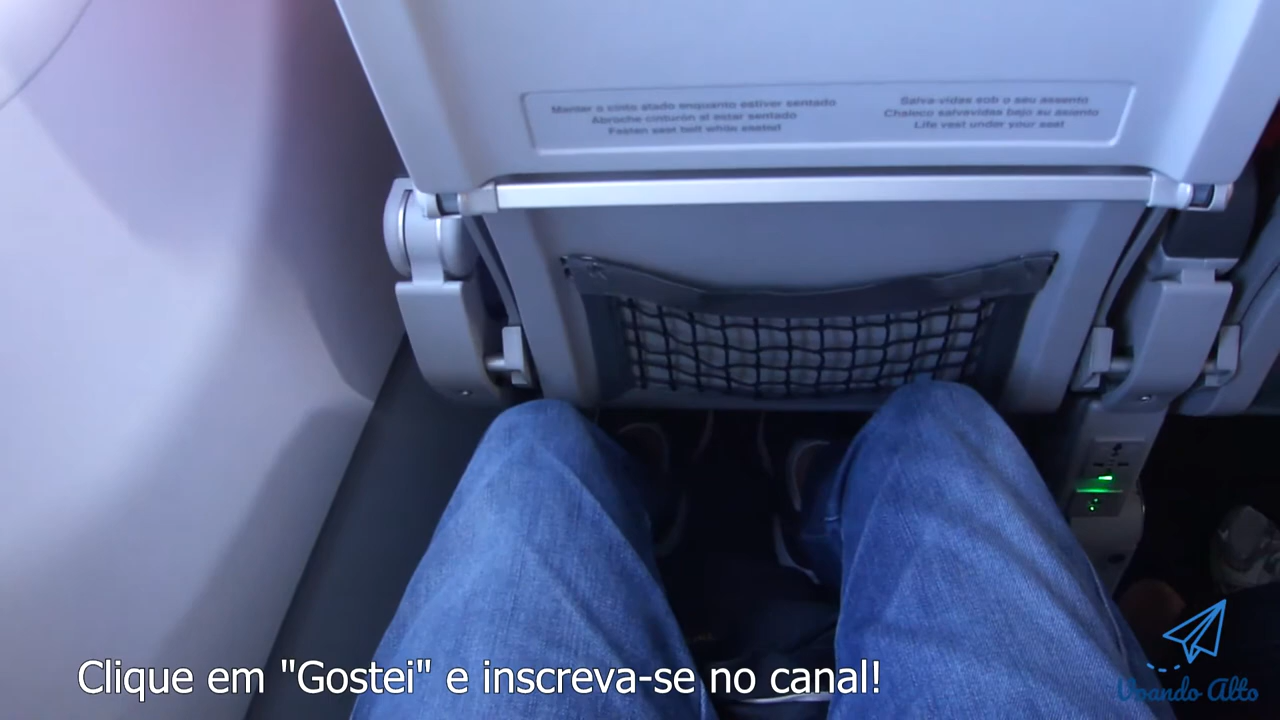 Manter o cinto atado enquanto estiver sentado
Abroche cinturón al estar sentado
Fasten seat belt while seated
Salva-vidas sob o seu assento
Chaleco salvavidas bajo su asiento
Life vest under your seat
Clique em "Gostei" e inscreva-se no canal!
Voando Alto